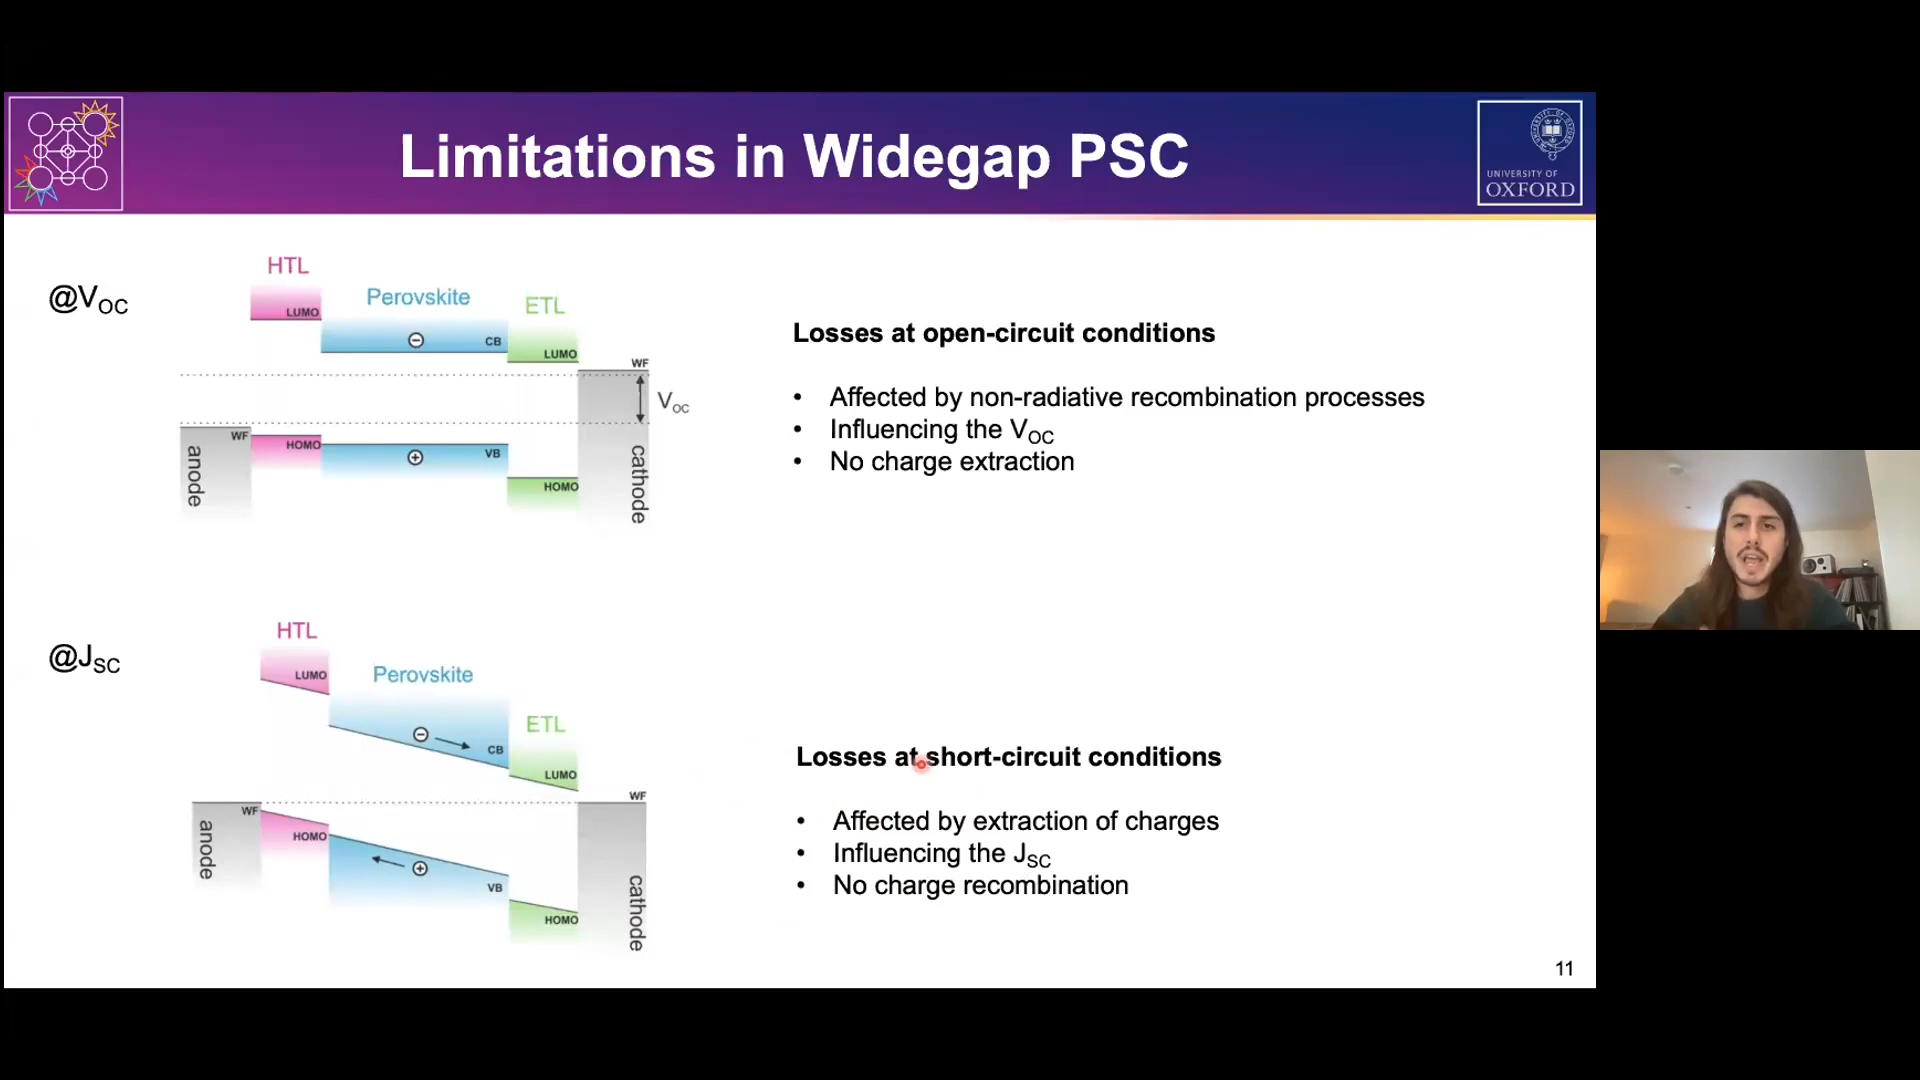 Limitations in Widegap PSC
UNIVERSITY OF
OXFORD
@VOC
HTL
LUMO
Perovskite
CB
ETL
LUMO
WF
VOC
WF
HOMO
VB
HOMO
anode
cathode
Losses at open-circuit conditions
• Affected by non-radiative recombination processes
• Influencing the VOC
• No charge extraction
@JSC
HTL
LUMO
Perovskite
CB
ETL
LUMO
WF
WF
HOMO
VB
HOMO
anode
cathode
Losses at short-circuit conditions
• Affected by extraction of charges
• Influencing the JSC
• No charge recombination
11